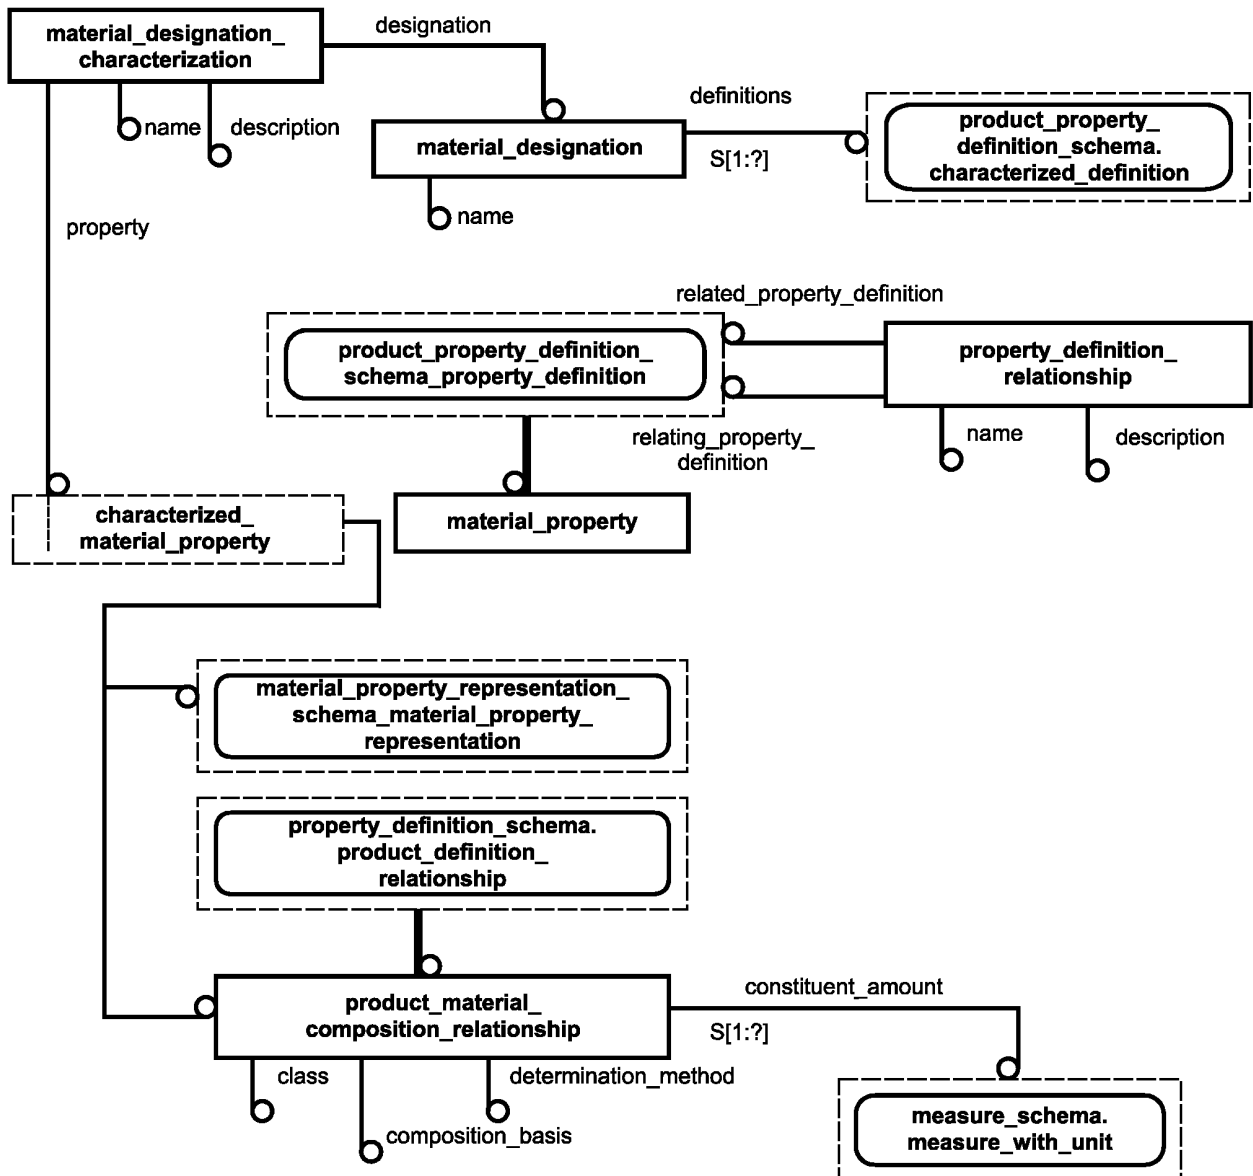 material_designation_
characterization
designation
name
description
definitions
S[1:?]
material_designation
name
product_property_
definition_schema.
characterized_definition
property
related_property_definition
product_property_definition_
schema_property_definition
property_definition_
relationship
relating_property_
definition
name
description
characterized_
material_property
material_property
material_property_representation_
schema_material_property_
representation
property_definition_schema.
product_definition_
relationship
product_material_
composition_relationship
constituent_amount
S[1:?]
class
determination_method
composition_basis
measure_schema.
measure_with_unit